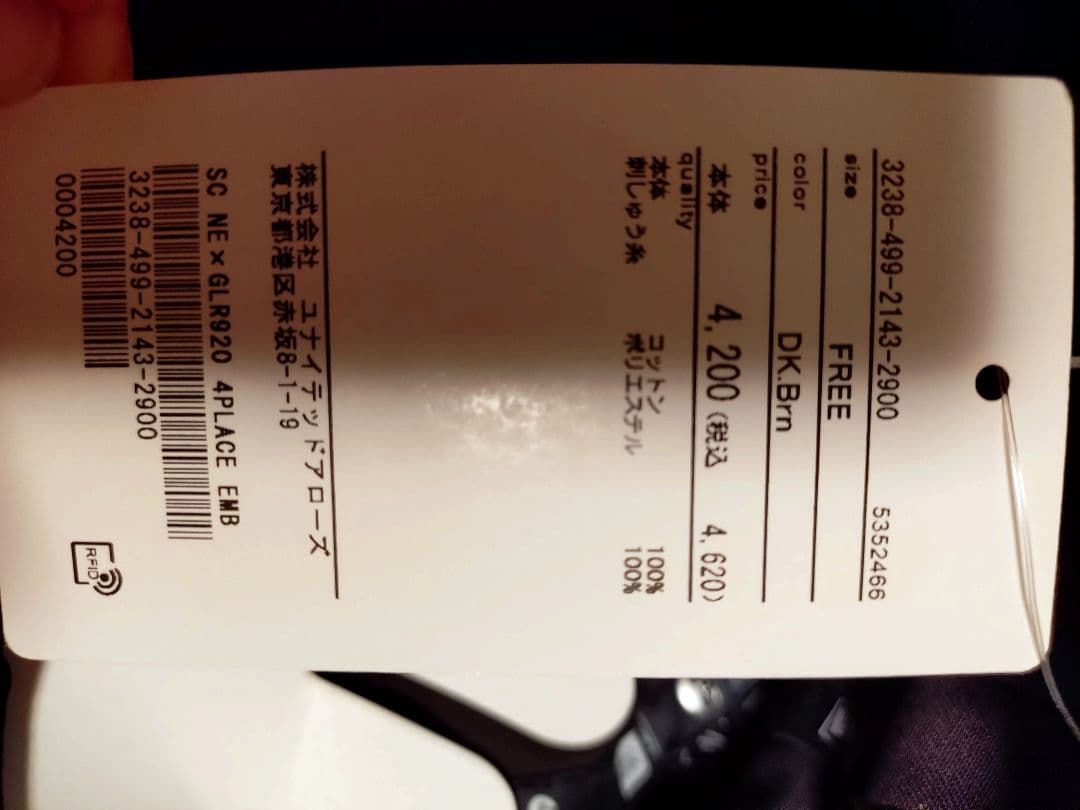 3238-499-2143-2900 5352466
size FREE
color DK.Brn
price
本体 4,200 (税込 4,620)
quality
本体 コットン 100%
刺しゅう糸 ポリエステル 100%
株式会社 ユナイテッドアローズ
東京都港区赤坂8-1-19
SC NE×GLR920 4PLACE EMB
3238-499-2143-2900
0004200
RFID